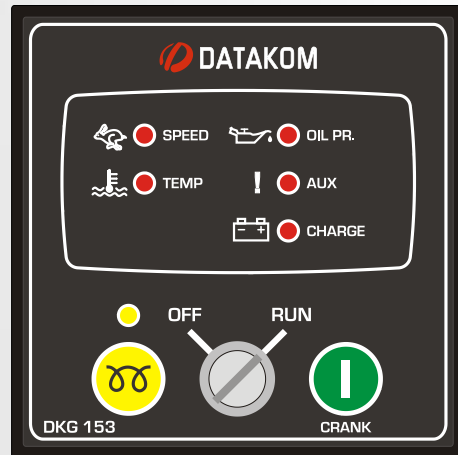 DATAKOM
SPEED OIL PR.
TEMP ! AUX
CHARGE
OFF RUN
DKG 153 CRANK